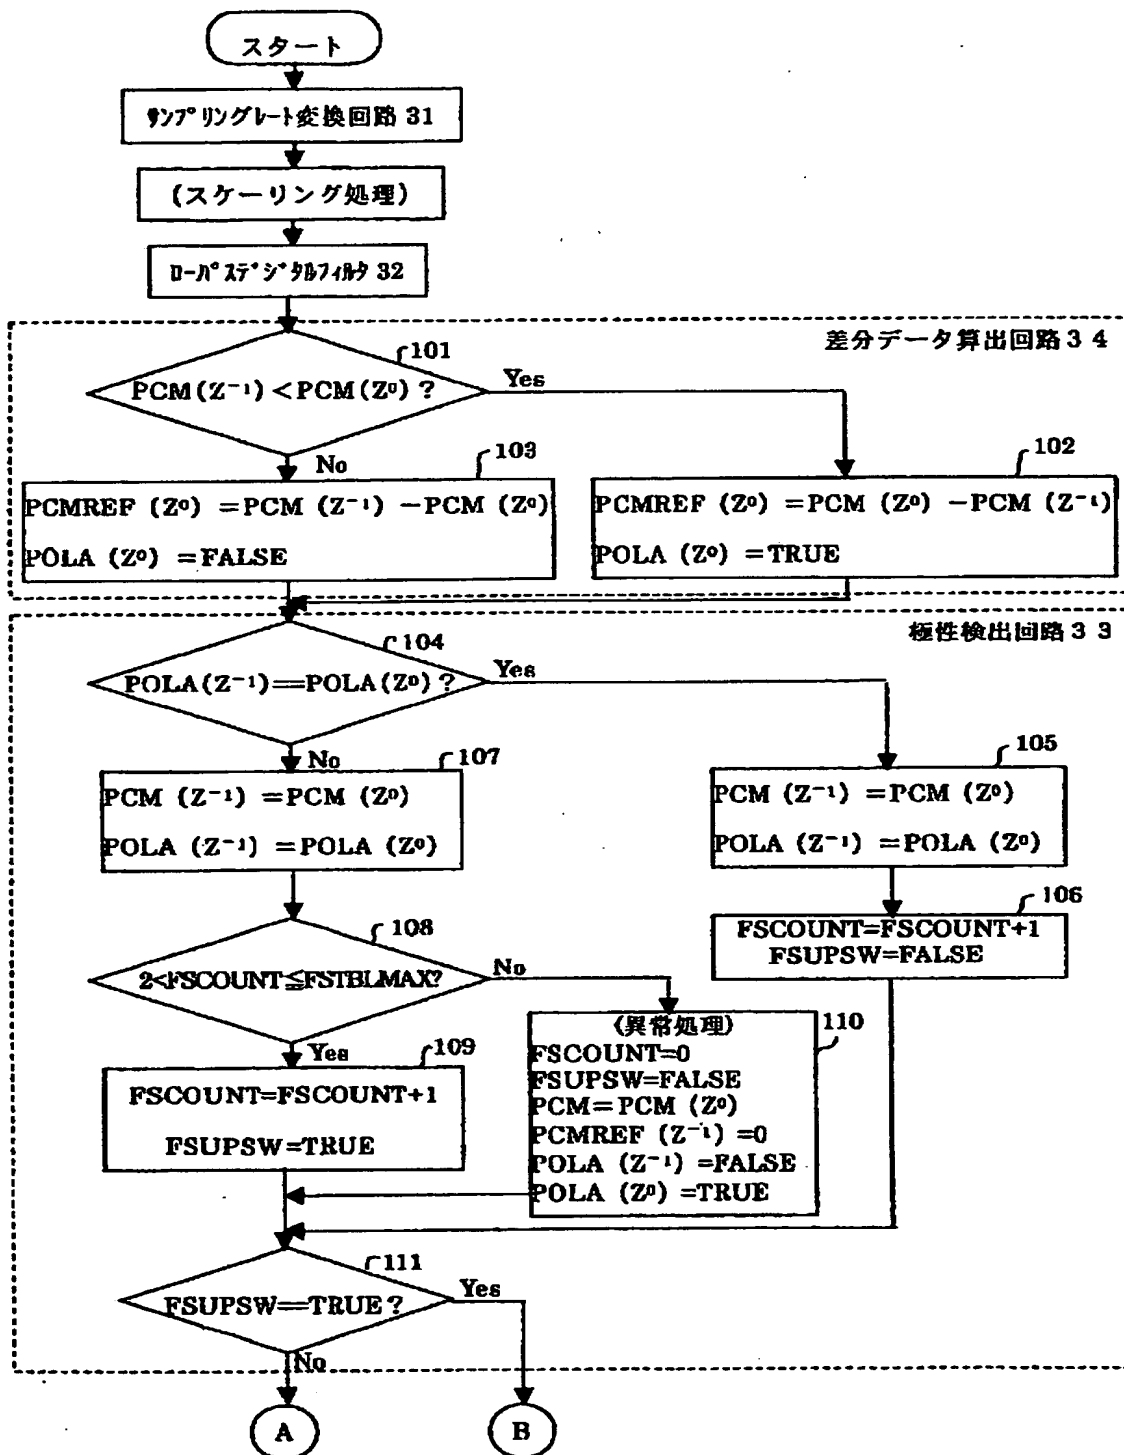 スタート
サンプリングレート変換回路 31
(スケーリング処理)
ローパスデジタルフィルタ 32
差分データ算出回路34
101
PCM(Z⁻¹)<PCM(Z⁰)?
Yes
No
103
PCMREF (Z⁰) =PCM (Z⁻¹) −PCM (Z⁰)
POLA (Z⁰) =FALSE
102
PCMREF (Z⁰) =PCM (Z⁰) −PCM (Z⁻¹)
POLA (Z⁰) =TRUE
極性検出回路33
104
POLA(Z⁻¹)==POLA(Z⁰)?
Yes
No
107
PCM (Z⁻¹) =PCM (Z⁰)
POLA (Z⁻¹) =POLA (Z⁰)
105
PCM (Z⁻¹) =PCM (Z⁰)
POLA (Z⁻¹) =POLA (Z⁰)
106
FSCOUNT=FSCOUNT+1
FSUPSW=FALSE
108
2<FSCOUNT≦FSTBLMAX?
No
Yes
109
FSCOUNT=FSCOUNT+1
FSUPSW=TRUE
110
(異常処理)
FSCOUNT=0
FSUPSW=FALSE
PCM=PCM (Z⁰)
PCMREF (Z⁻¹) =0
POLA (Z⁻¹) =FALSE
POLA (Z⁰) =TRUE
111
FSUPSW==TRUE?
Yes
No
A
B